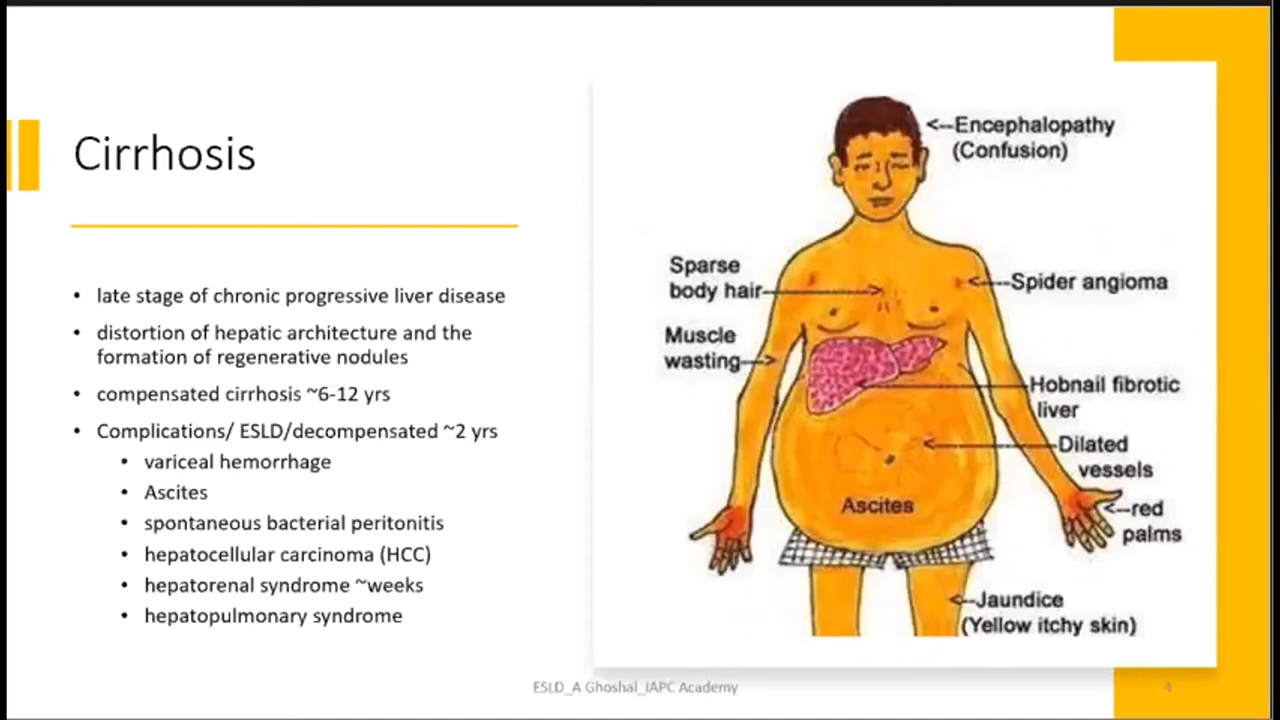 Cirrhosis
• late stage of chronic progressive liver disease
• distortion of hepatic architecture and the
formation of regenerative nodules
• compensated cirrhosis ~6-12 yrs
• Complications/ ESLD/decompensated ~2 yrs
• variceal hemorrhage
• Ascites
• spontaneous bacterial peritonitis
• hepatocellular carcinoma (HCC)
• hepatorenal syndrome ~weeks
• hepatopulmonary syndrome
Encephalopathy
(Confusion)
Sparse
body hair
Spider angioma
Muscle
wasting
Hobnail fibrotic
liver
Dilated
vessels
Ascites
red
palms
Jaundice
(Yellow itchy skin)
ESLD_A Ghoshal_IAPC Academy
4